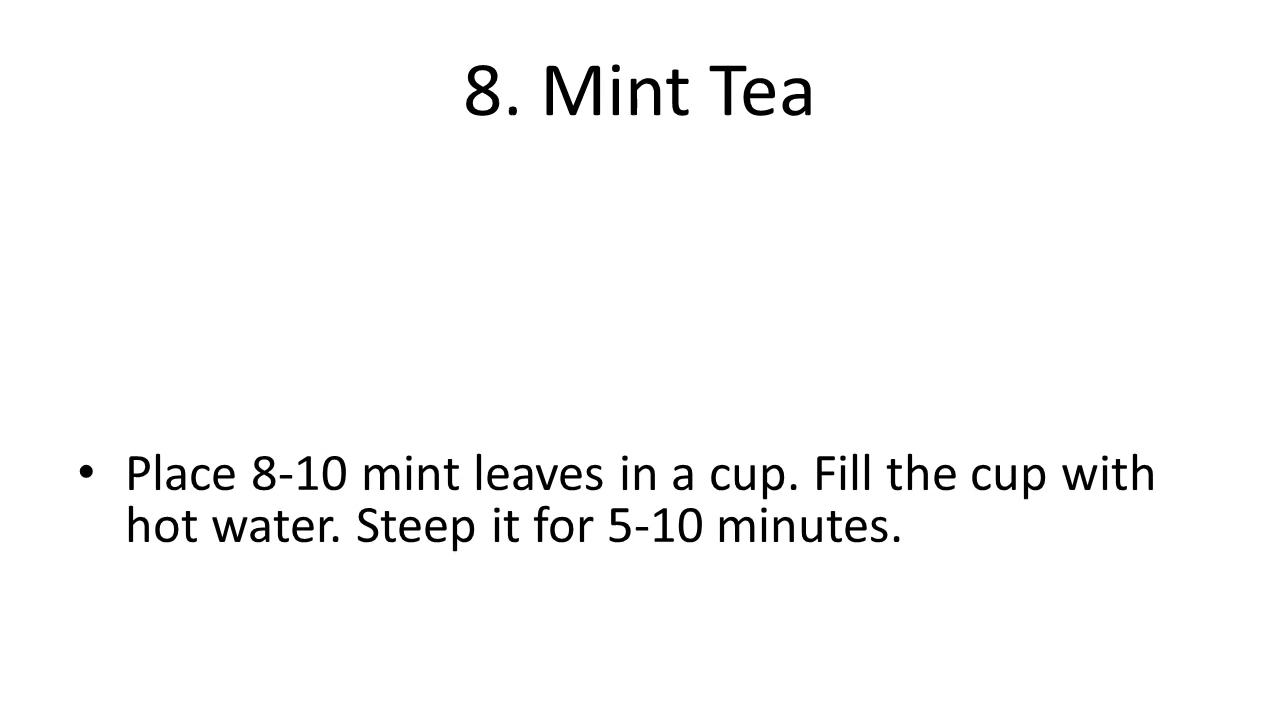 8. Mint Tea
• Place 8-10 mint leaves in a cup. Fill the cup with
hot water. Steep it for 5-10 minutes.